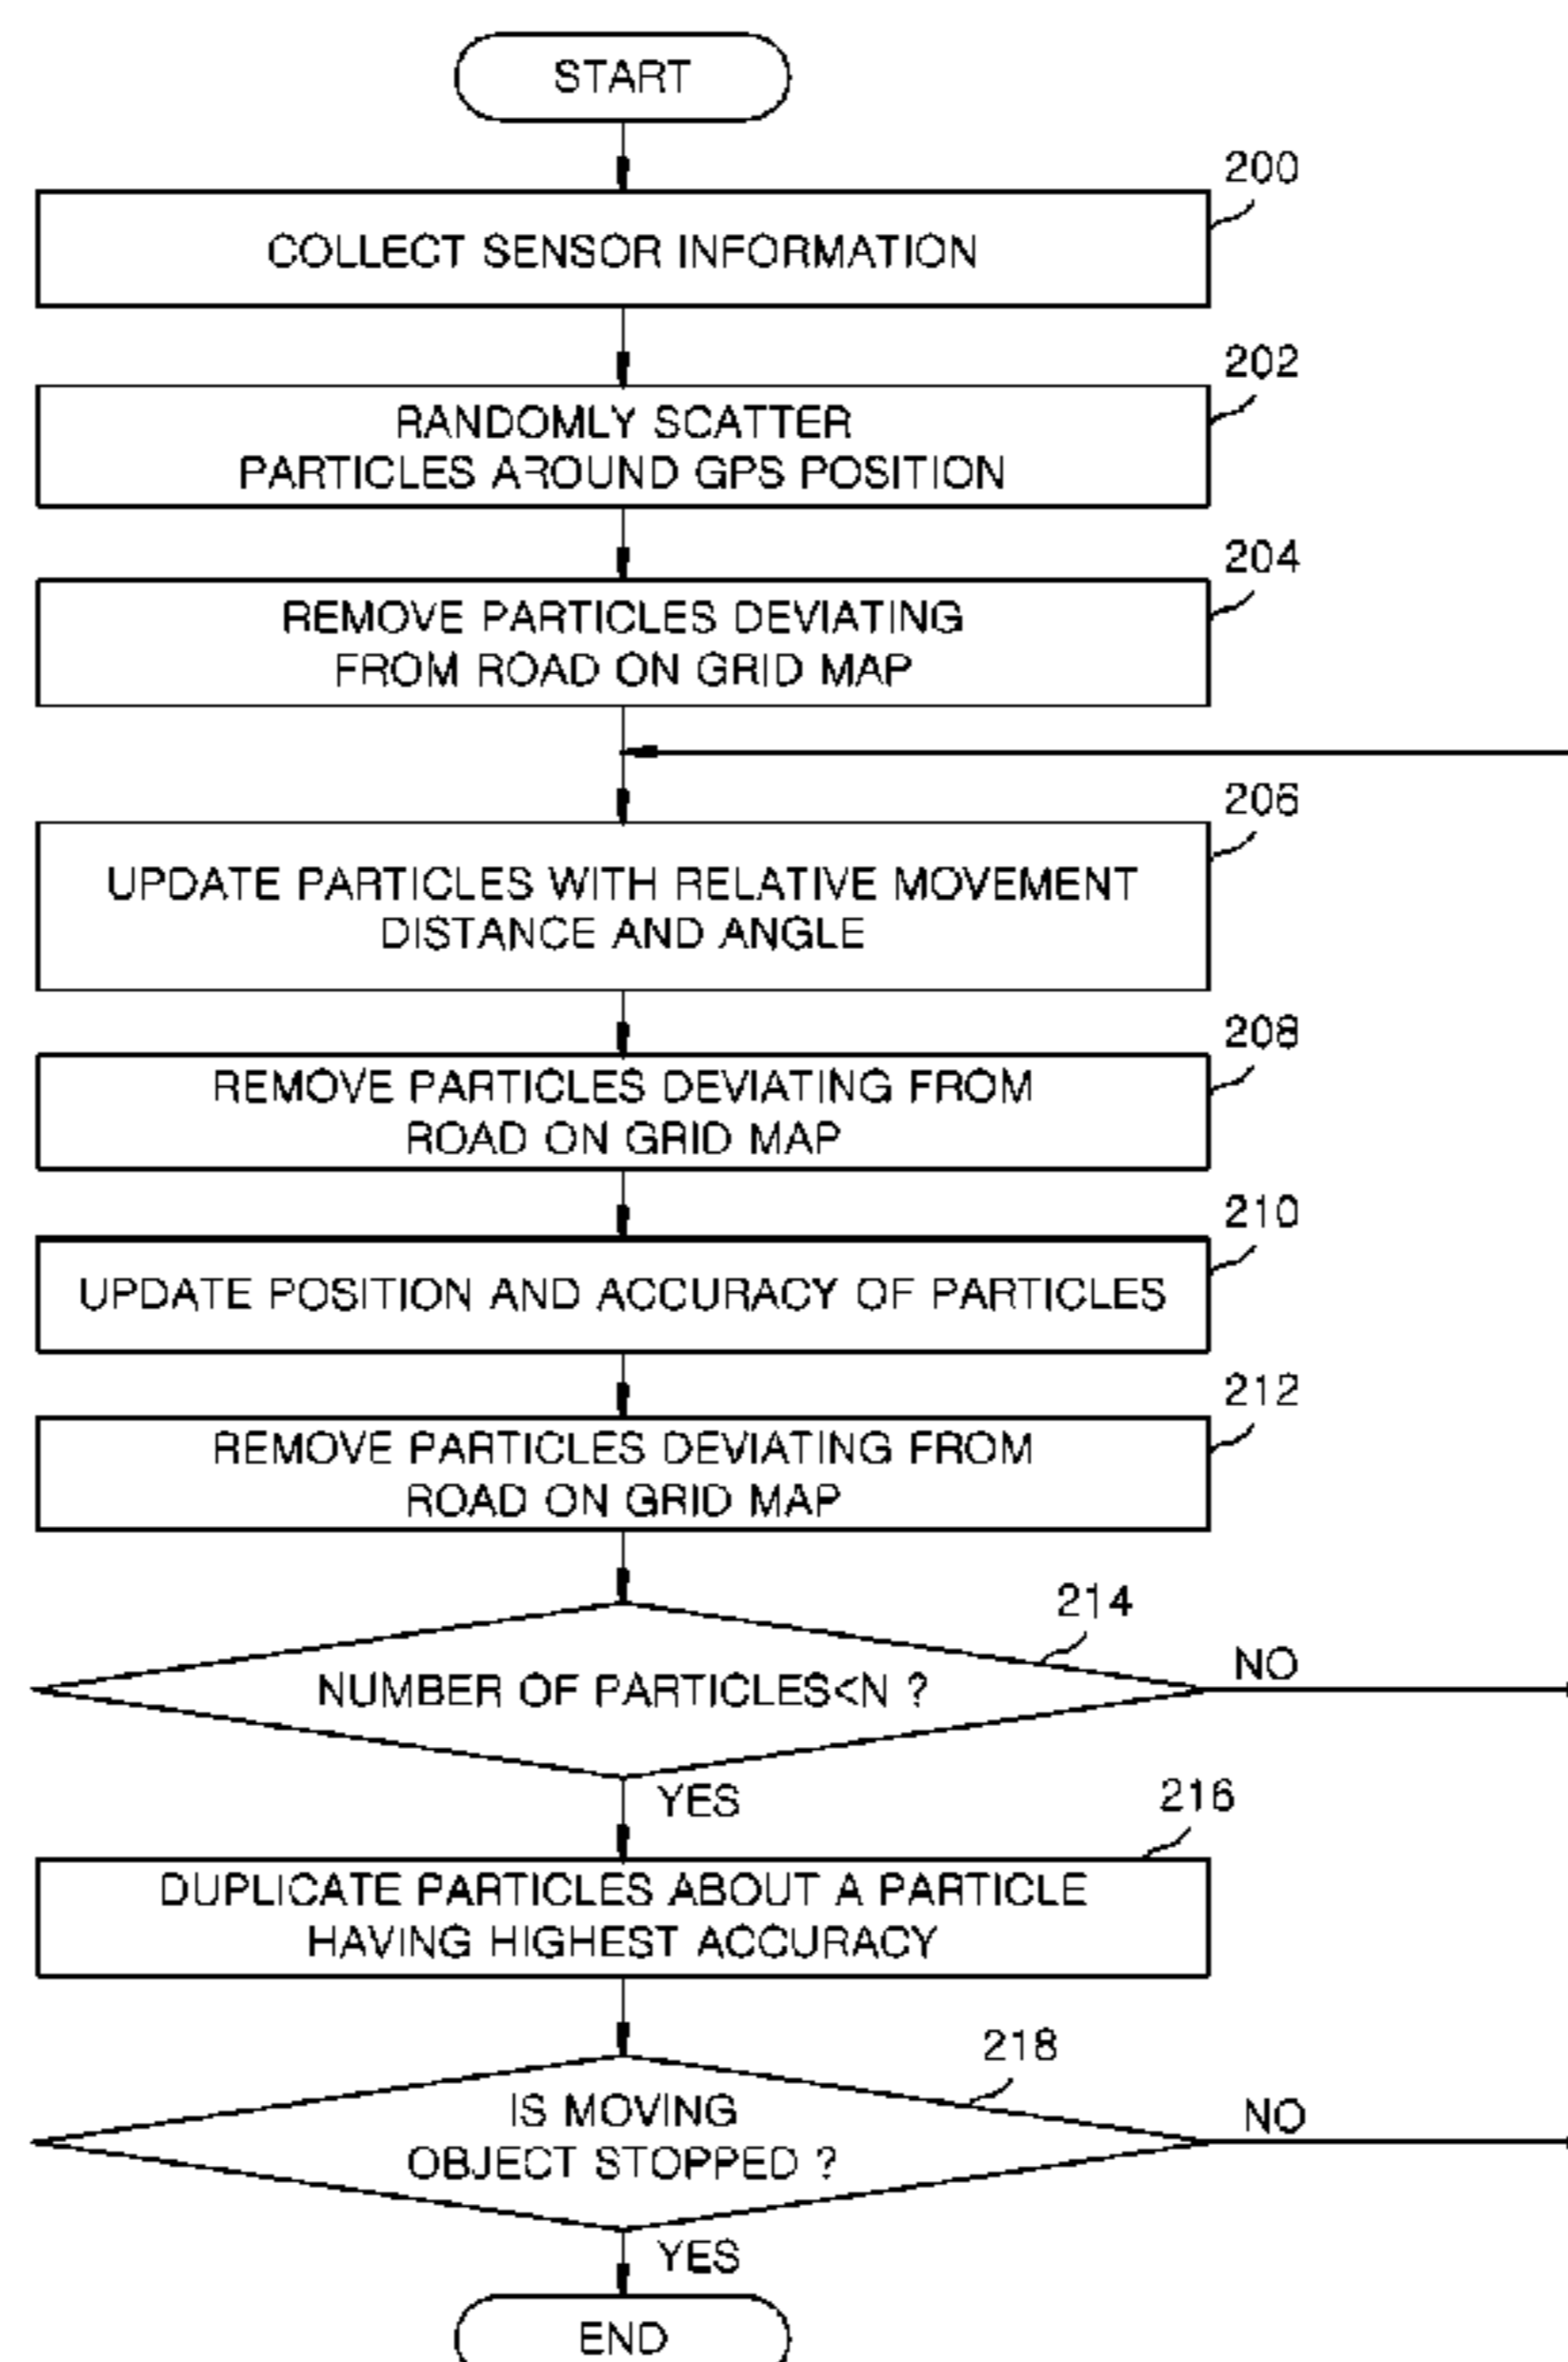 START
200
COLLECT SENSOR INFORMATION
202
RANDOMLY SCATTER
PARTICLES AROUND GPS POSITION
204
REMOVE PARTICLES DEVIATING
FROM ROAD ON GRID MAP
206
UPDATE PARTICLES WITH RELATIVE MOVEMENT
DISTANCE AND ANGLE
208
REMOVE PARTICLES DEVIATING FROM
ROAD ON GRID MAP
210
UPDATE POSITION AND ACCURACY OF PARTICLES
212
REMOVE PARTICLES DEVIATING FROM
ROAD ON GRID MAP
214
NUMBER OF PARTICLES<N ?
NO
YES
216
DUPLICATE PARTICLES ABOUT A PARTICLE
HAVING HIGHEST ACCURACY
218
IS MOVING
OBJECT STOPPED ?
NO
YES
END